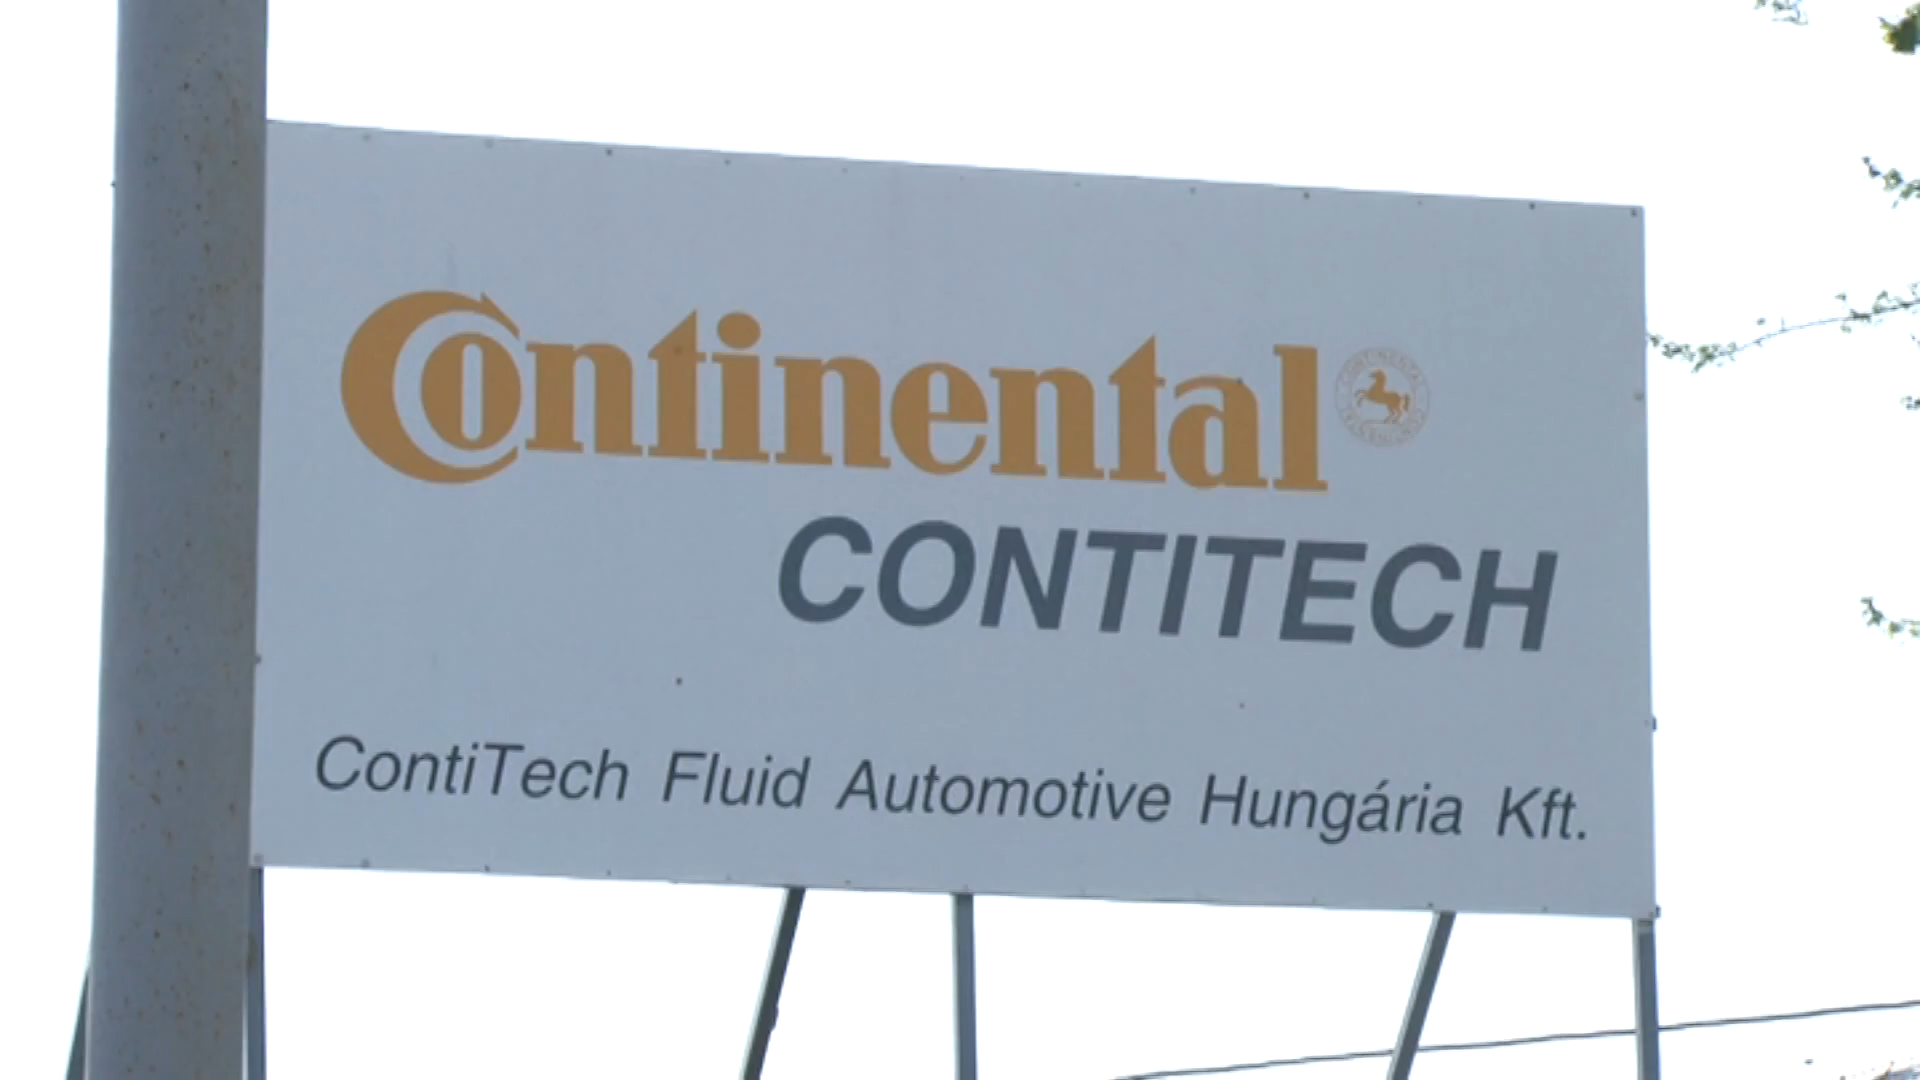 Continental
CONTITECH
ContiTech Fluid Automotive Hungária Kft.